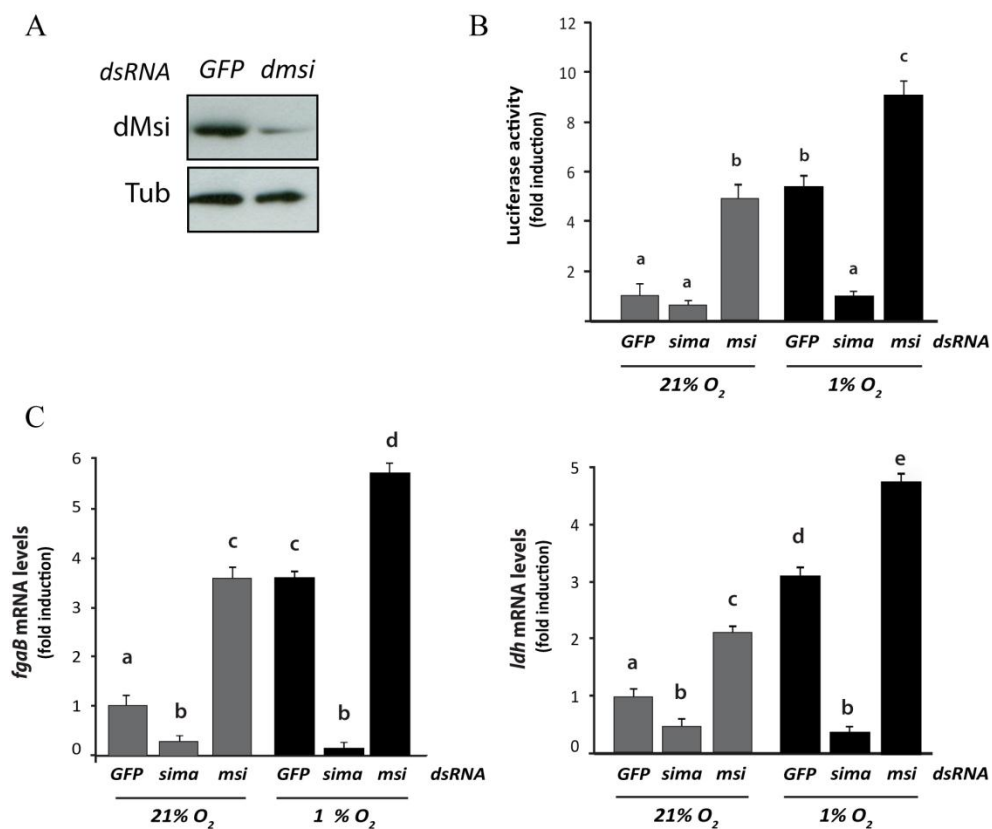 A
dsRNA GFP dmsi
dMsi
Tub
B
Luciferase activity
(fold induction)
12
10
8
6
4
2
a
a
b
b
a
c
GFP sima msi GFP sima msi dsRNA
21% O2 1% O2
C
fgaB mRNA levels
(fold induction)
6
5
4
3
2
1
0
a
b
c
c
b
d
GFP sima msi GFP sima msi dsRNA
21% O2 1 % O2
ldh mRNA levels
(fold induction)
5
4
3
2
1
0
a
b
c
d
b
e
GFP sima msi GFP sima msi dsRNA
21% O2 1% O2